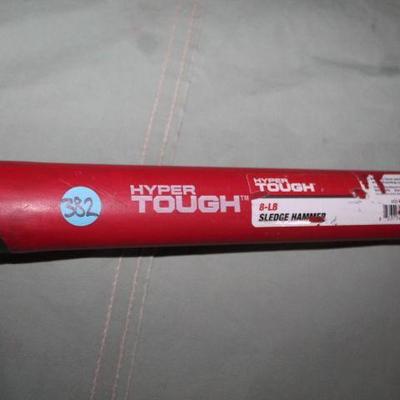 382
HYPER
TOUGH™
HYPER
TOUGH
8-LB
SLEDGE HAMMER